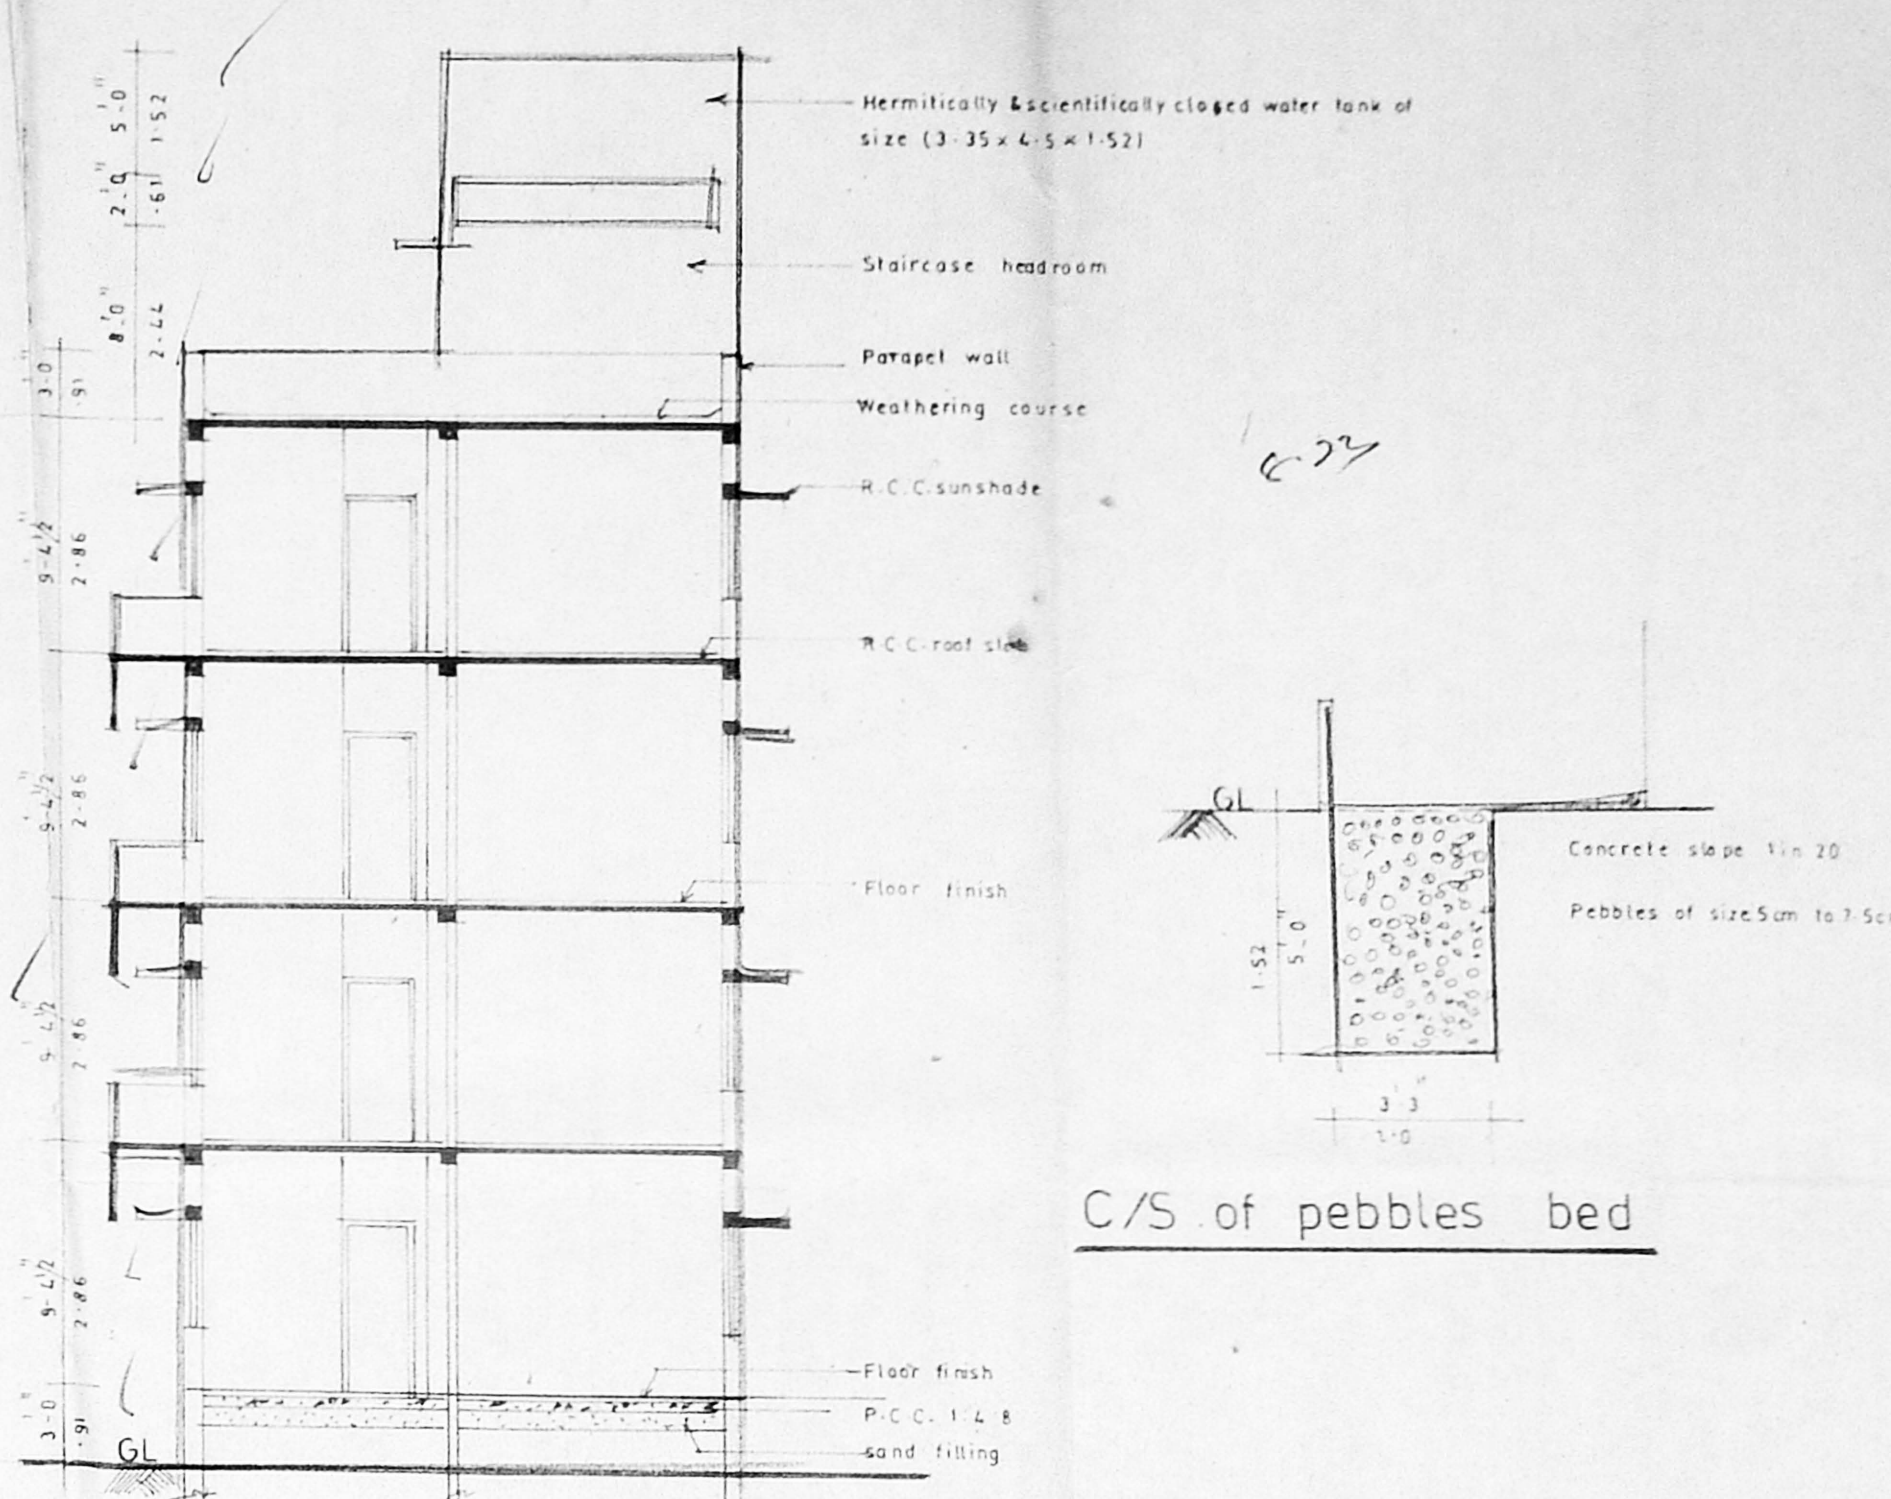 5'-0"
1·52
2'-0"
·61
8'-0"
2·44
3'-0"
·91
9'-4½"
2·86
9'-4½"
2·86
9'-4½"
2·86
9'-4½"
2·86
3'-0"
·91
GL
Hermitically & scientifically closed water tank of
size (3·35 x 4·5 x 1·52)
Staircase headroom
Parapet wall
Weathering course
R.C.C. sunshade
R.C.C. roof slab
Floor finish
Floor finish
P.C.C. 1:4:8
sand filling
GL
Concrete slope 1 in 20
Pebbles of size 5cm to 7·5c
1·52
5'-0"
3'-3"
C/S of pebbles bed